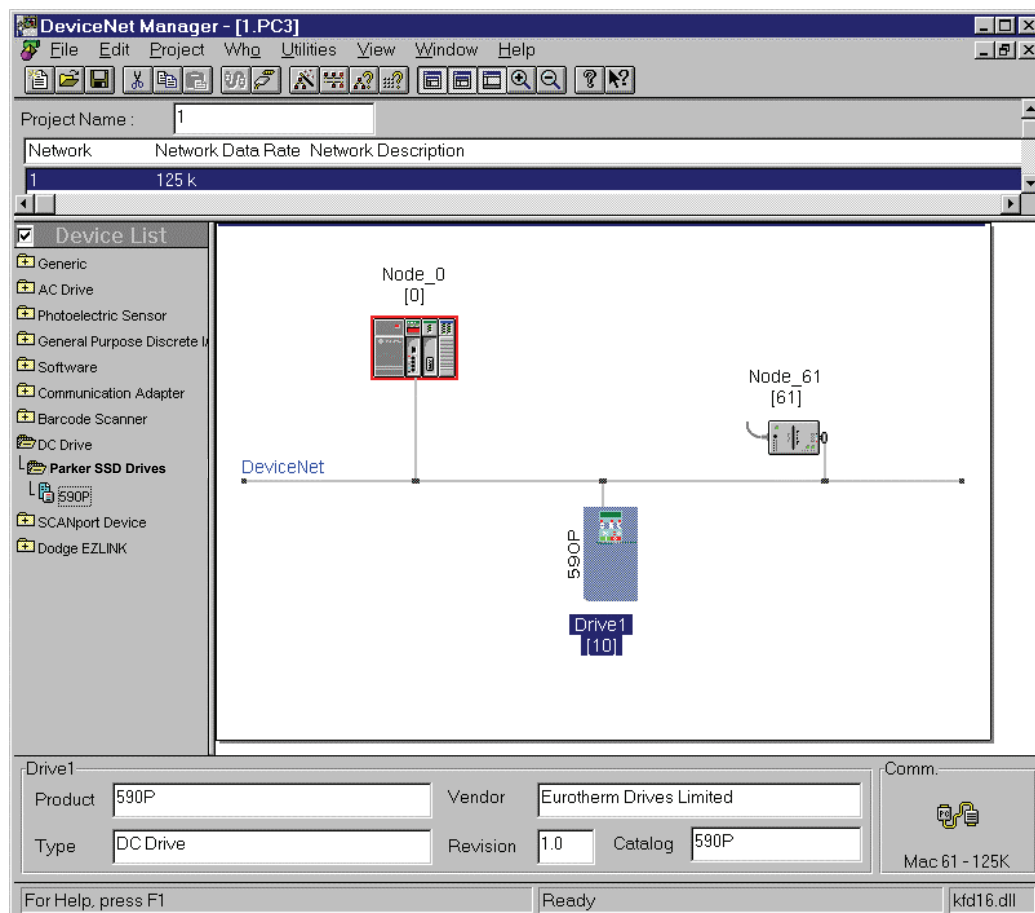 DeviceNet Manager - [1.PC3]
File Edit Project Who Utilities View Window Help
Project Name : 1
Network Network Data Rate Network Description
1 125 k
Device List
Generic
AC Drive
Photoelectric Sensor
General Purpose Discrete I/
Software
Communication Adapter
Barcode Scanner
DC Drive
Parker SSD Drives
590P
SCANport Device
Dodge EZLINK
Node_0
[0]
Node_61
[61]
DeviceNet
590P
Drive1
[10]
Drive1
Product 590P Vendor Eurotherm Drives Limited
Type DC Drive Revision 1.0 Catalog 590P
Comm.
Mac 61 - 125K
For Help, press F1 Ready kfd16.dll